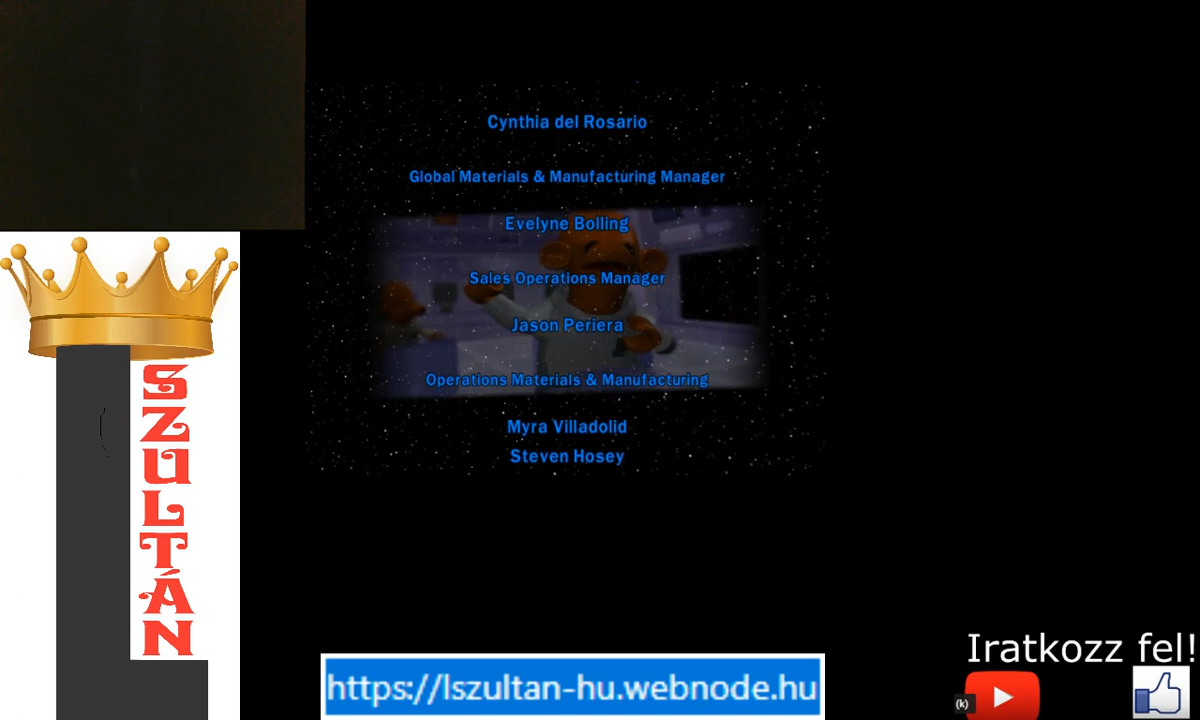 Cynthia del Rosario
Global Materials & Manufacturing Manager
Evelyne Bolling
Sales Operations Manager
Jason Periera
Operations Materials & Manufacturing
Myra Villadolid
Steven Hosey
L
SZULTÁN
https://lszultan-hu.webnode.hu
Iratkozz fel!
(k)